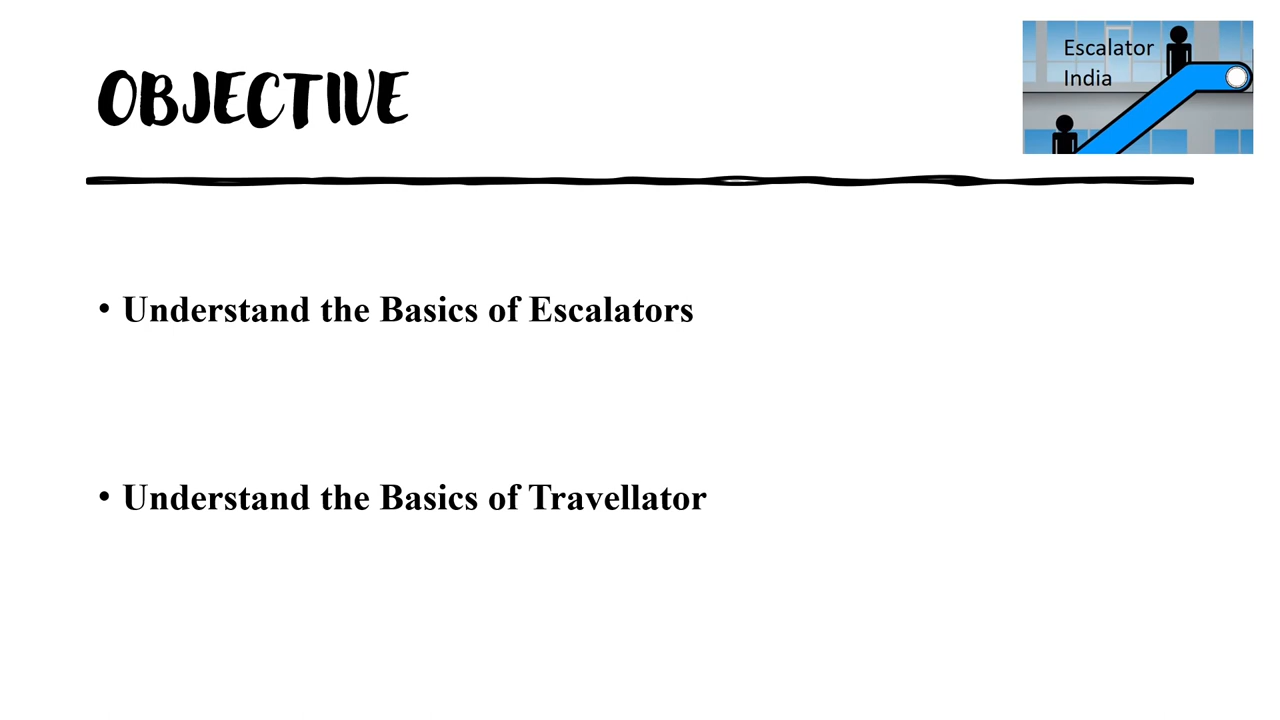 OBJECTIVE
Escalator
India
• Understand the Basics of Escalators
• Understand the Basics of Travellator